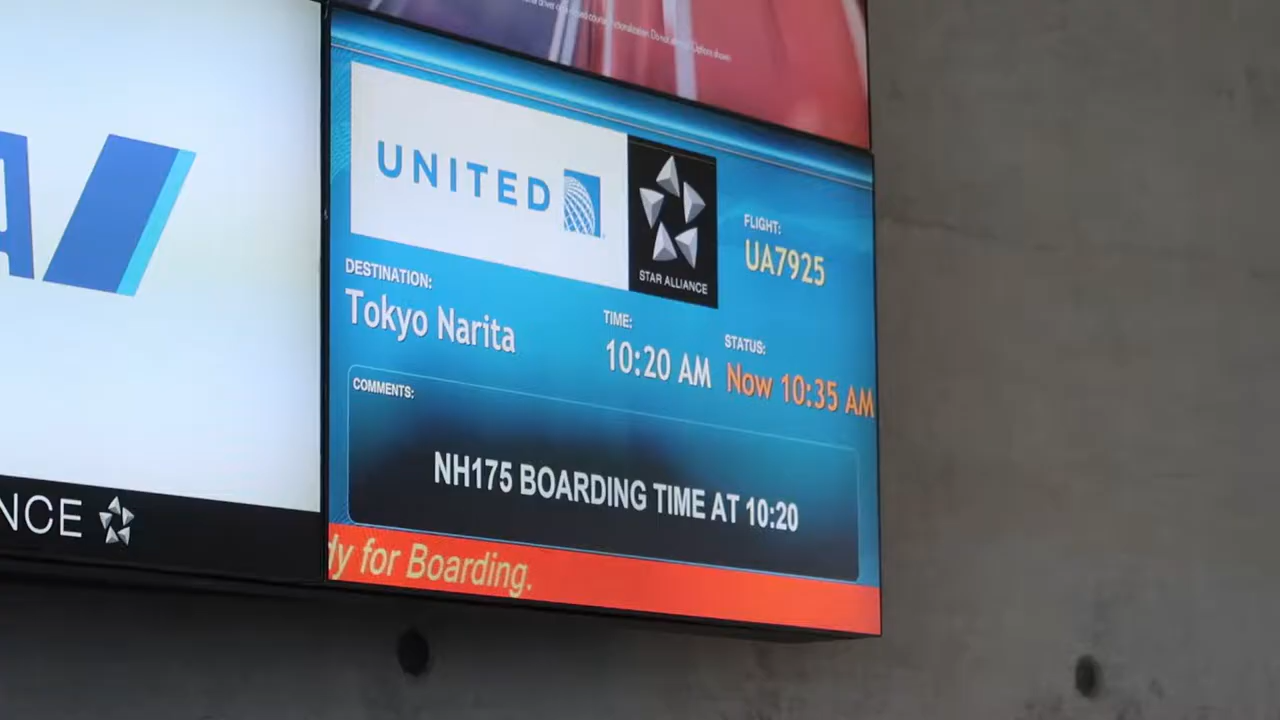 A
NCE
UNITED
STAR ALLIANCE
FLIGHT:
UA7925
DESTINATION:
Tokyo Narita
TIME:
10:20 AM
STATUS:
Now 10:35 AM
COMMENTS:
NH175 BOARDING TIME AT 10:20
dy for Boarding.